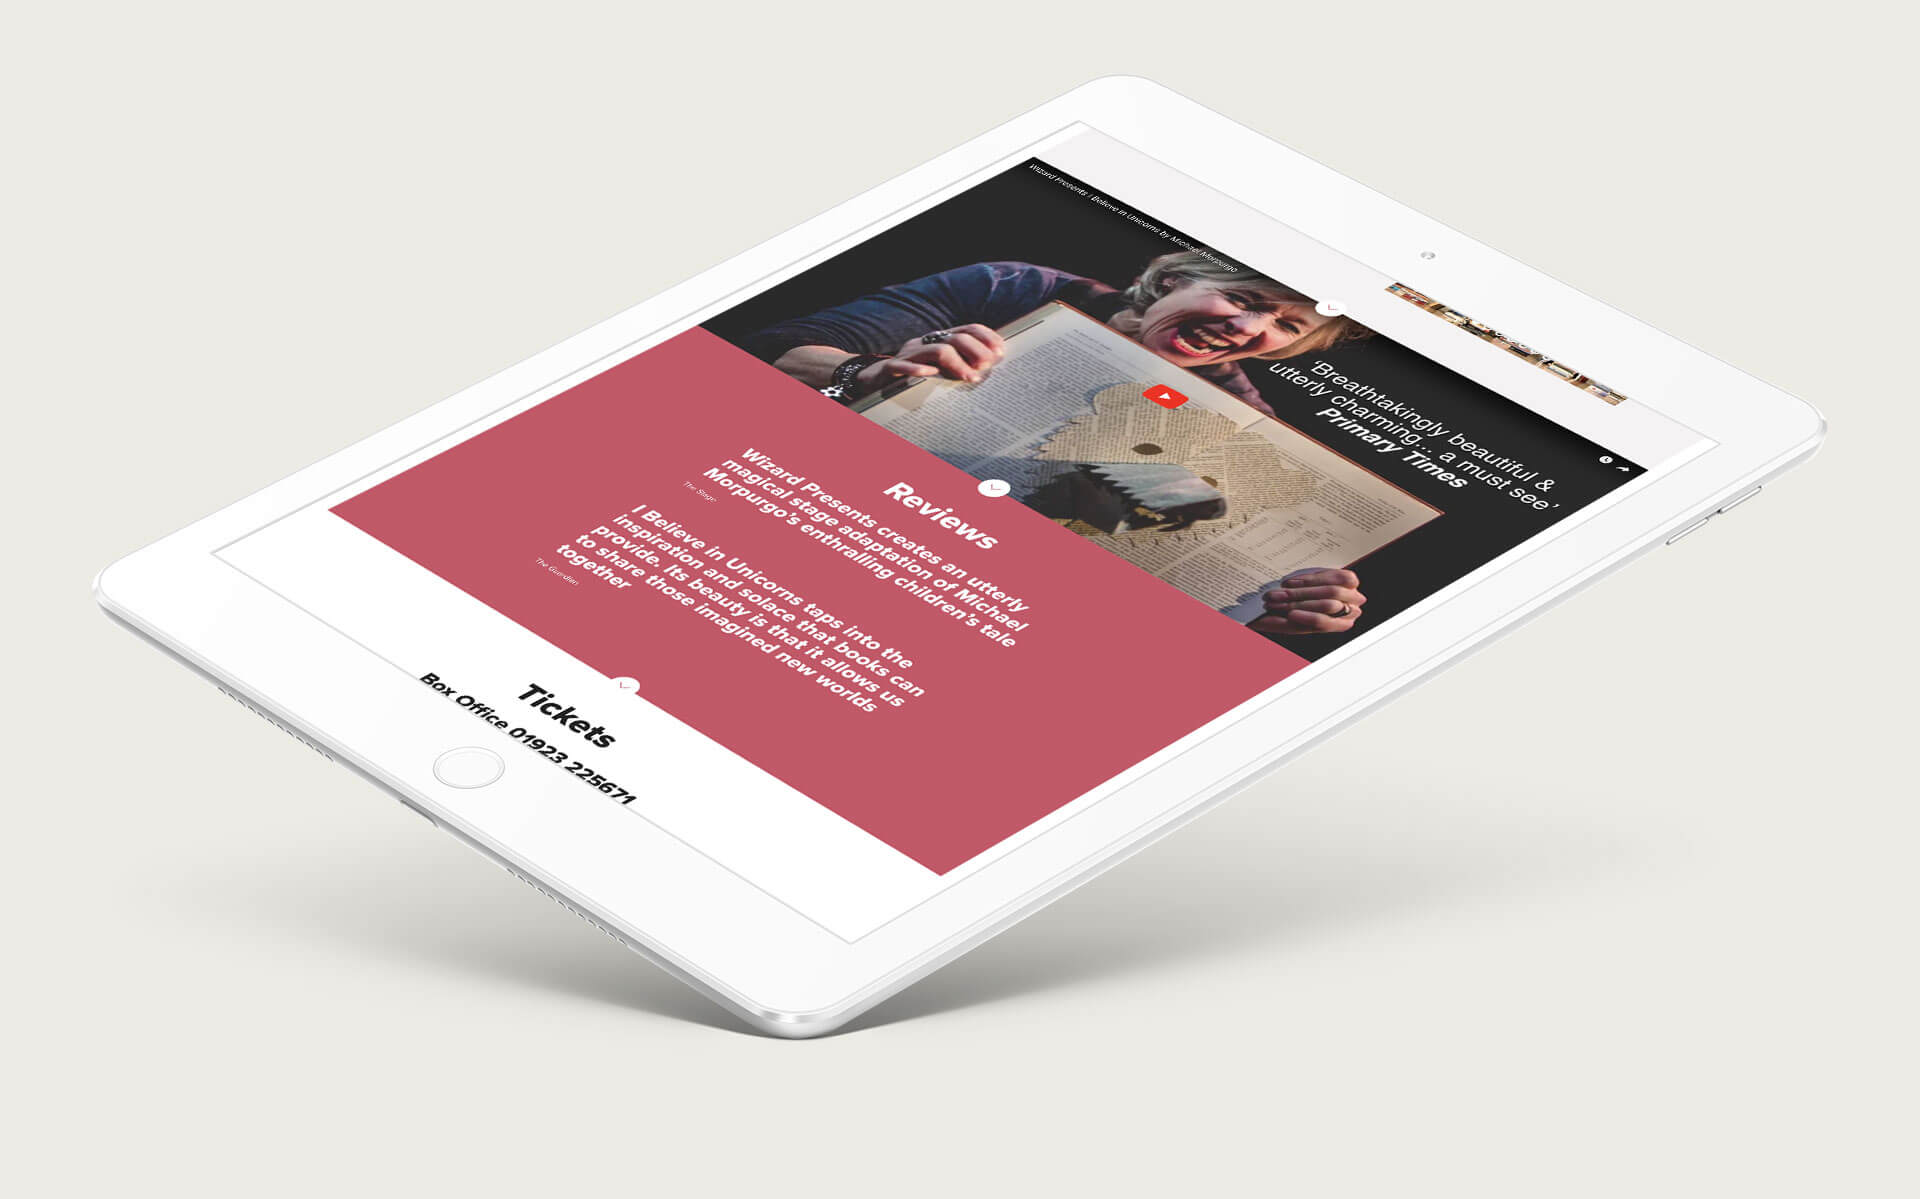 Wizard Presents I Believe in Unicorns by Michael Morpurgo
'Breathtakingly beautiful &
utterly charming... a must see'
Primary Times
Reviews
Wizard Presents creates an utterly
magical stage adaptation of Michael
Morpurgo's enthralling children's tale
The Stage
I Believe in Unicorns taps into the
inspiration and solace that books can
provide. Its beauty is that it allows us
to share those imagined new worlds
together
The Guardian
Tickets
Box Office 01923 225671